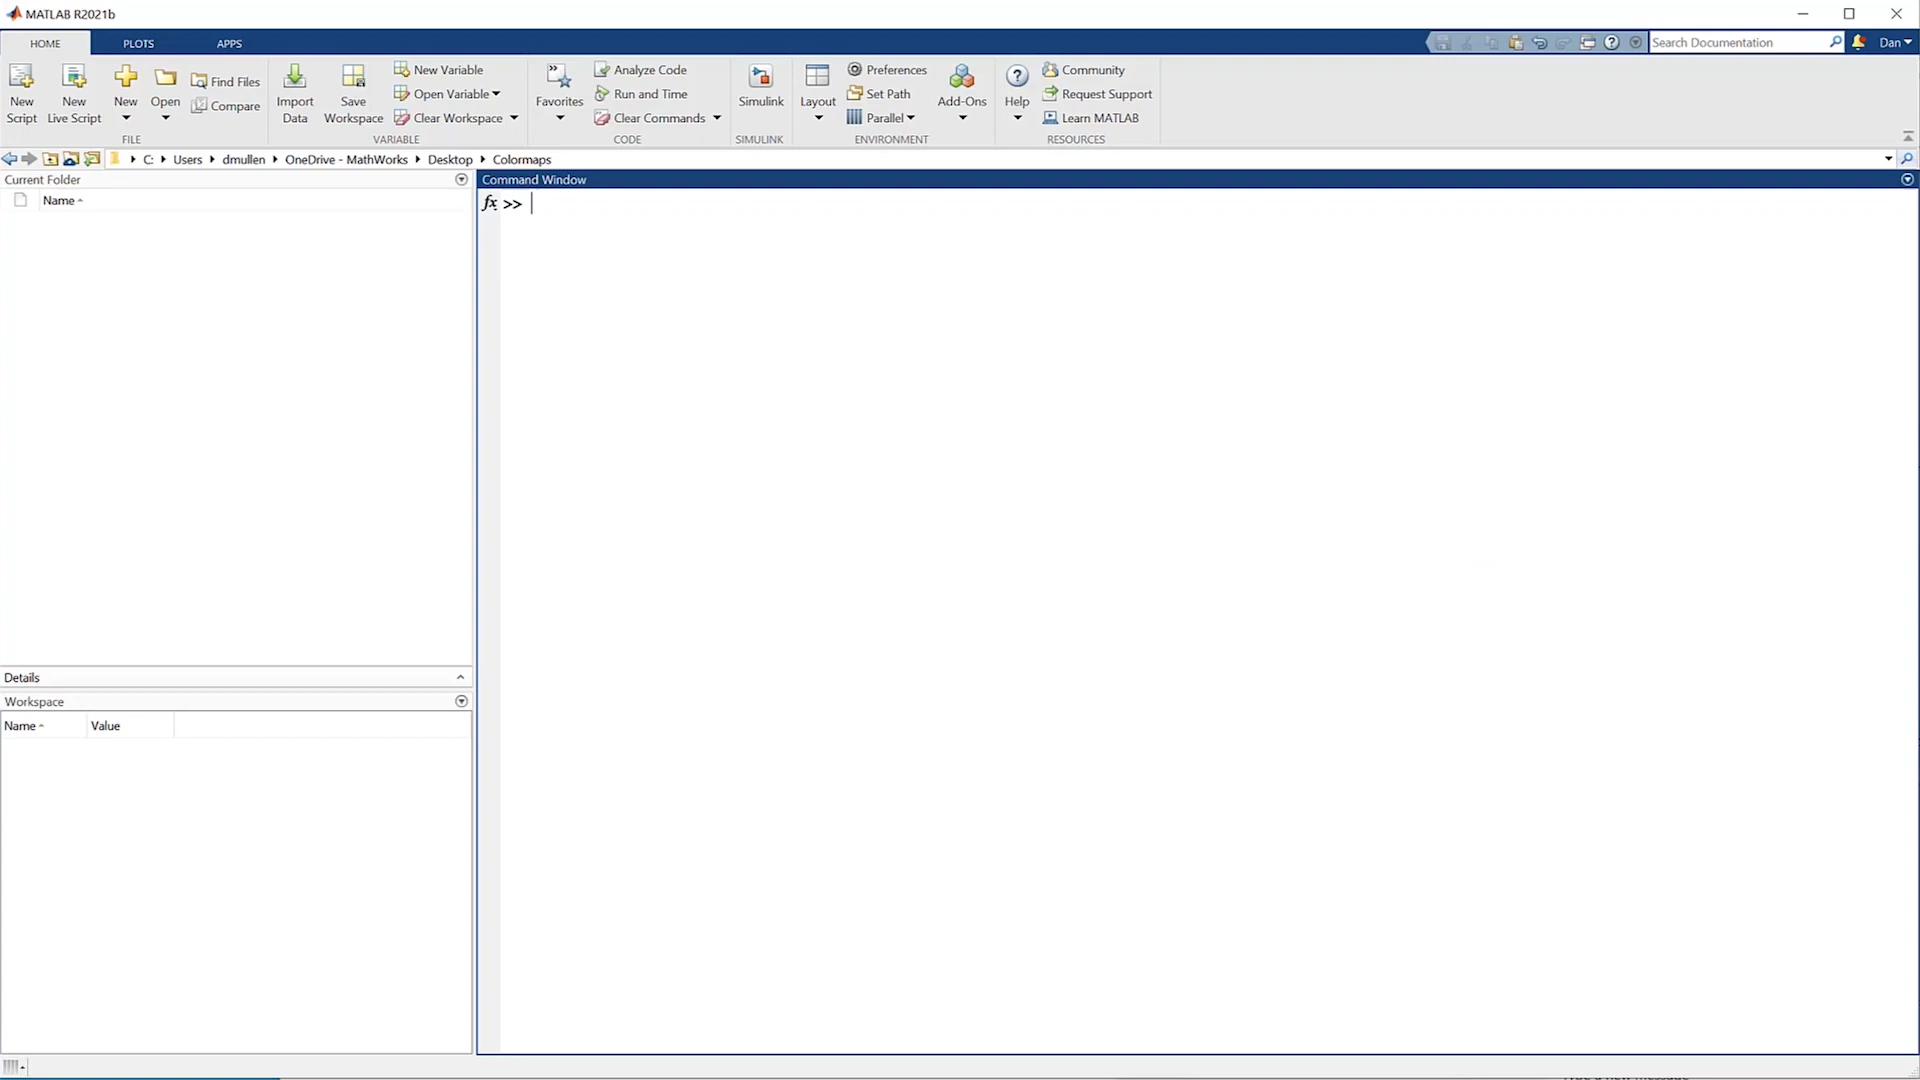 MATLAB R2021b
HOME PLOTS APPS
Search Documentation Dan
New Script
New Live Script
New
Open
Find Files
Compare
FILE
Import Data
Save Workspace
New Variable
Open Variable
Clear Workspace
VARIABLE
Favorites
Analyze Code
Run and Time
Clear Commands
CODE
Simulink
SIMULINK
Layout
Preferences
Set Path
Parallel
Add-Ons
ENVIRONMENT
Help
Community
Request Support
Learn MATLAB
RESOURCES
C: Users dmullen OneDrive - MathWorks Desktop Colormaps
Current Folder
Name
Command Window
fx >>
Details
Workspace
Name Value